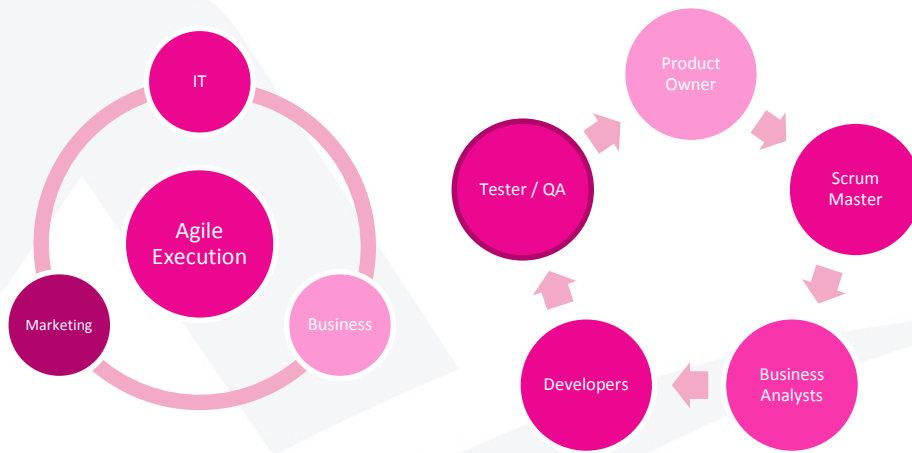 IT
Agile
Execution
Marketing
Business
Product
Owner
Scrum
Master
Business
Analysts
Developers
Tester / QA